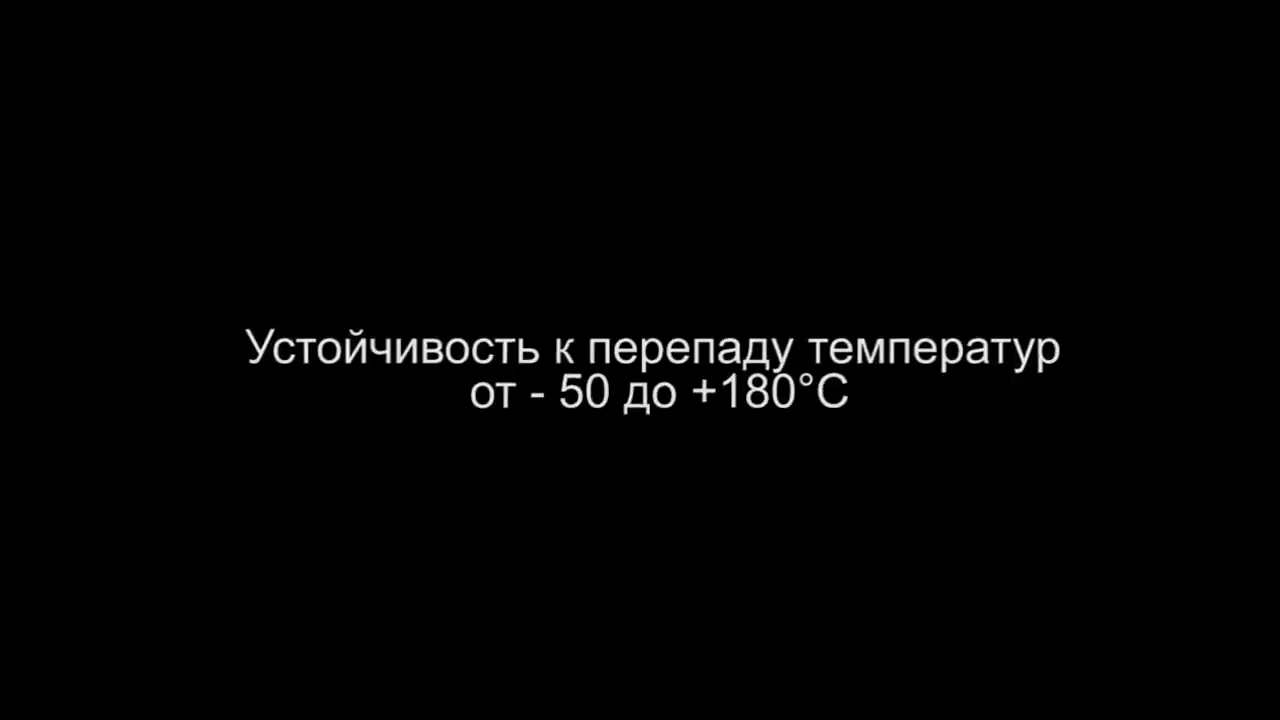 Устойчивость к перепаду температур
от - 50 до +180°С